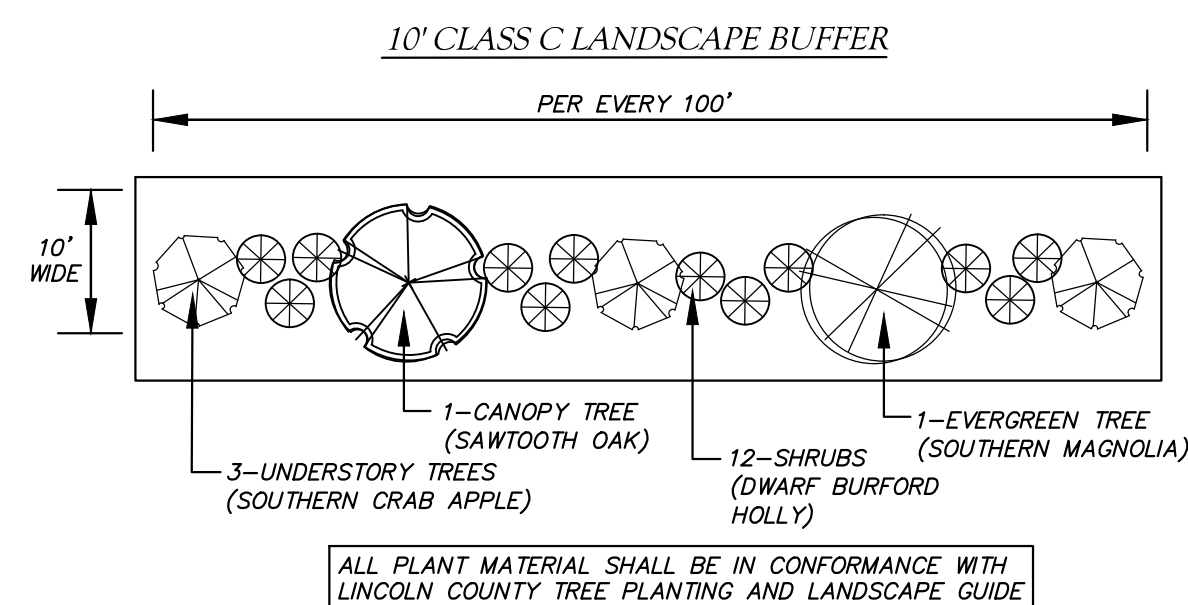 10' CLASS C LANDSCAPE BUFFER
PER EVERY 100'
10'
WIDE
1-CANOPY TREE
(SAWTOOTH OAK)
1-EVERGREEN TREE
(SOUTHERN MAGNOLIA)
3-UNDERSTORY TREES
(SOUTHERN CRAB APPLE)
12-SHRUBS
(DWARF BURFORD
HOLLY)
ALL PLANT MATERIAL SHALL BE IN CONFORMANCE WITH
LINCOLN COUNTY TREE PLANTING AND LANDSCAPE GUIDE